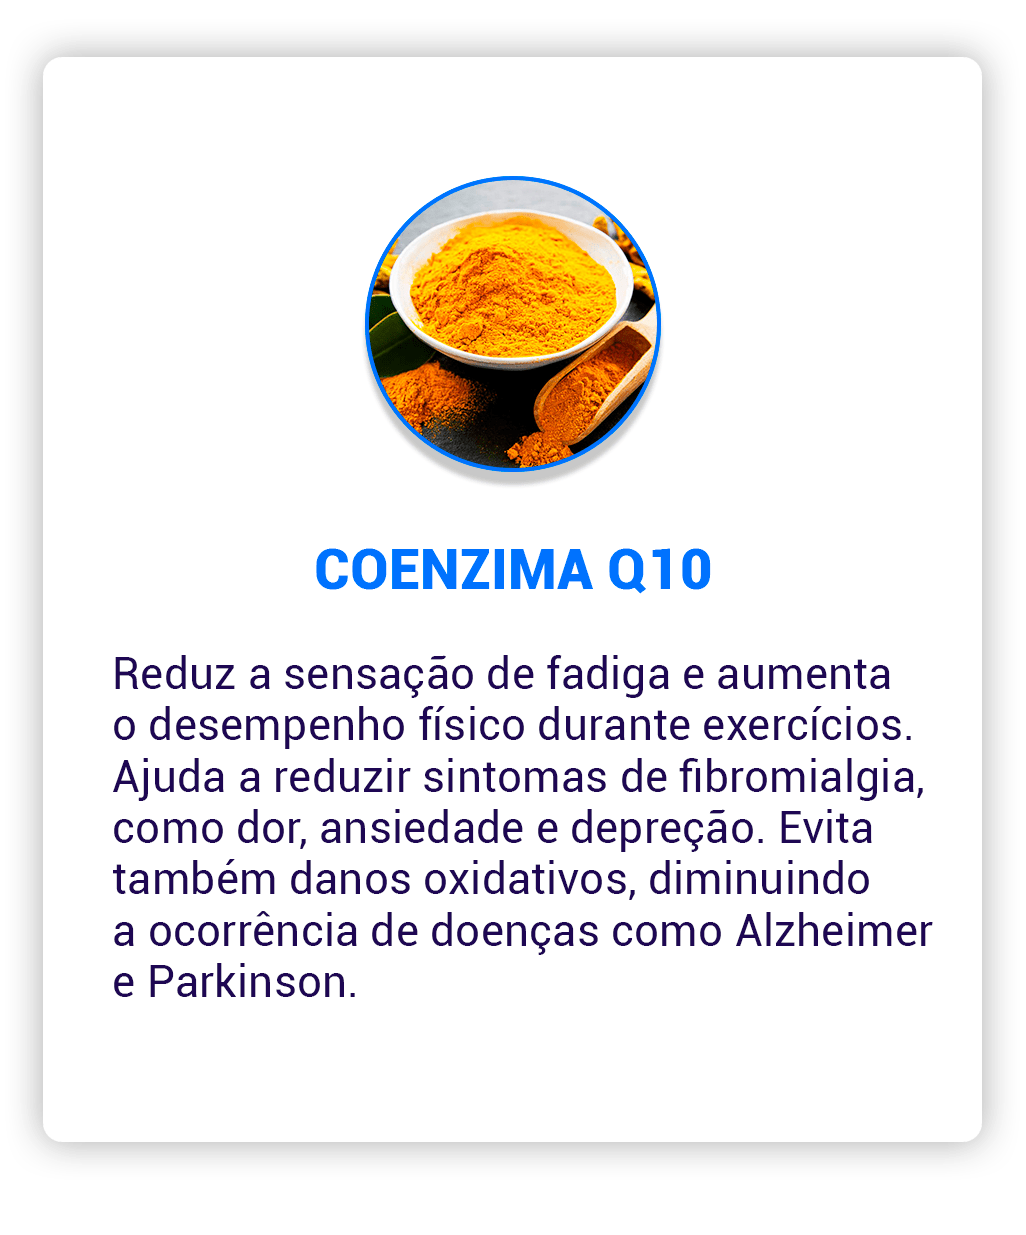 COENZIMA Q10
Reduz a sensação de fadiga e aumenta
o desempenho físico durante exercícios.
Ajuda a reduzir sintomas de fibromialgia,
como dor, ansiedade e depreção. Evita
também danos oxidativos, diminuindo
a ocorrência de doenças como Alzheimer
e Parkinson.